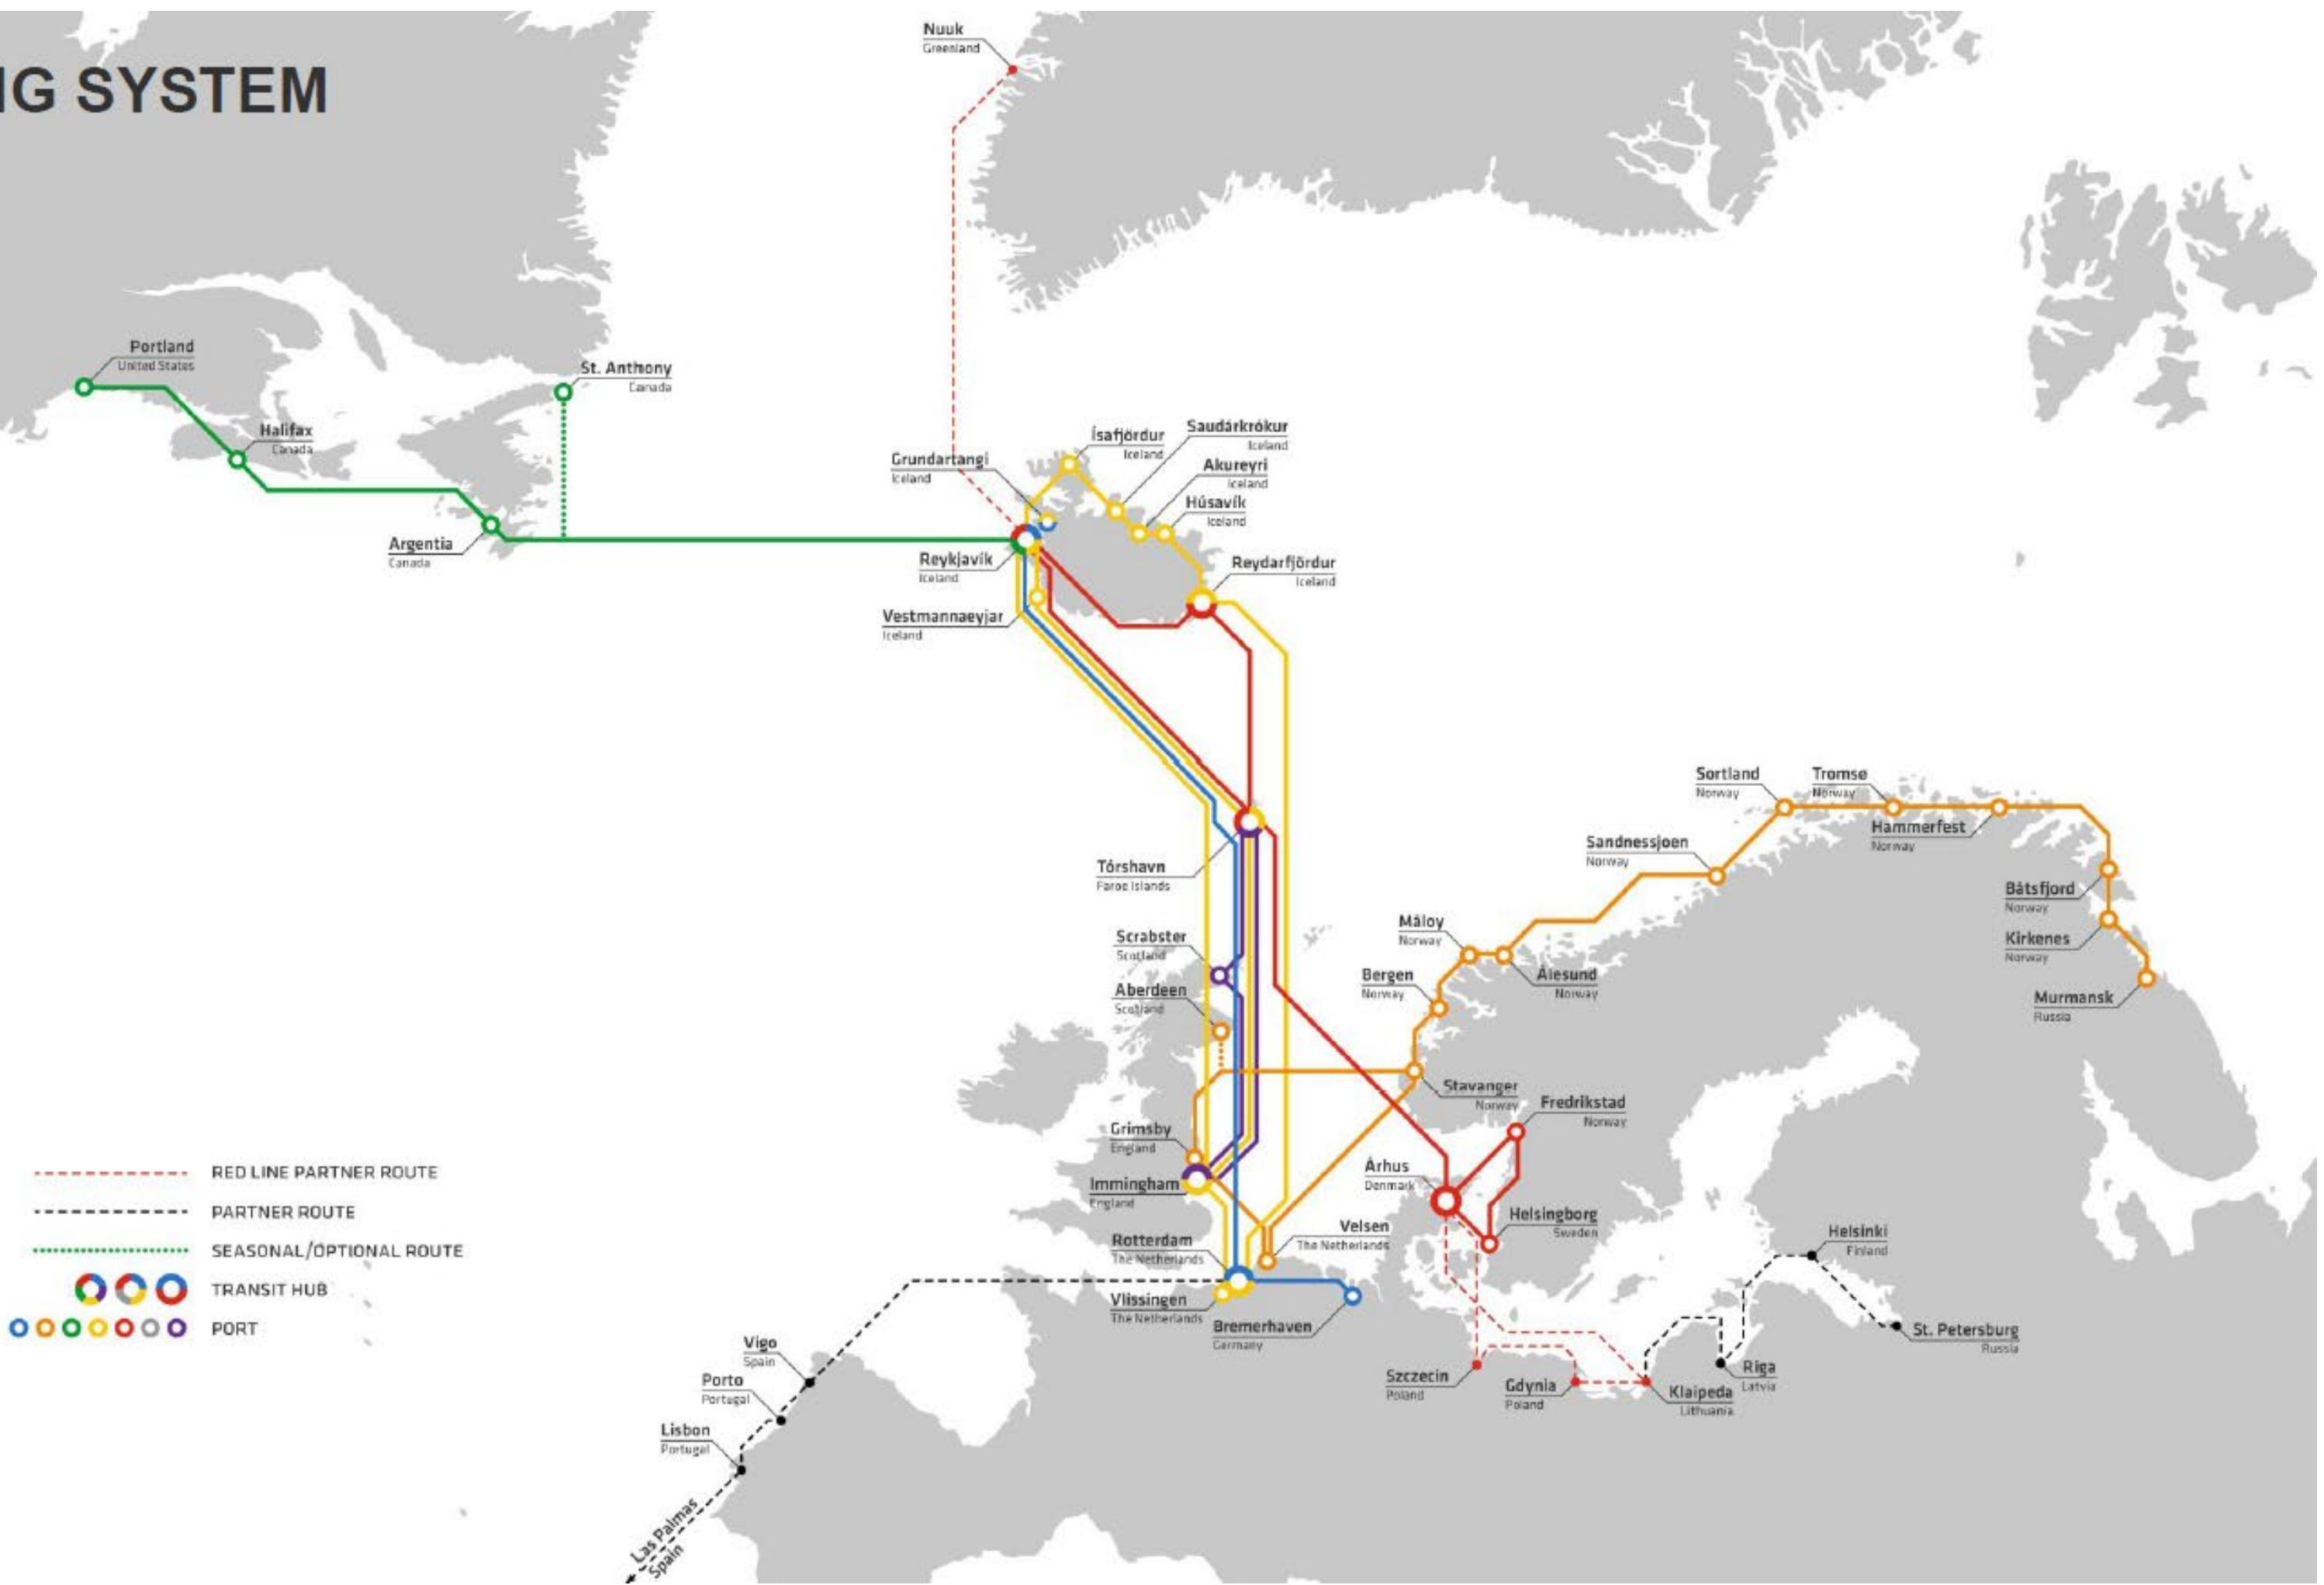 IG SYSTEM
Nuuk
Greenland
Portland
United States
St. Anthony
Canada
Halifax
Canada
Argentia
Canada
Grundartangi
Iceland
Ísafjördur
Iceland
Saudárkrókur
Iceland
Akureyri
Iceland
Húsavík
Iceland
Reykjavík
Iceland
Reydarfjördur
Iceland
Vestmannaeyjar
Iceland
Tórshavn
Faroe Islands
Scrabster
Scotland
Aberdeen
Scotland
Grimsby
England
Immingham
England
Rotterdam
The Netherlands
Velsen
The Netherlands
Vlissingen
The Netherlands
Bremerhaven
Germany
Sortland
Norway
Tromsø
Norway
Hammerfest
Norway
Sandnessjoen
Norway
Båtsfjord
Norway
Kirkenes
Norway
Murmansk
Russia
Måloy
Norway
Ålesund
Norway
Bergen
Norway
Stavanger
Norway
Fredrikstad
Norway
Århus
Denmark
Helsingborg
Sweden
Helsinki
Finland
St. Petersburg
Russia
Riga
Latvia
Klaipeda
Lithuania
Gdynia
Poland
Szczecin
Poland
Vigo
Spain
Porto
Portugal
Lisbon
Portugal
Las Palmas
Spain
RED LINE PARTNER ROUTE
PARTNER ROUTE
SEASONAL/OPTIONAL ROUTE
TRANSIT HUB
PORT